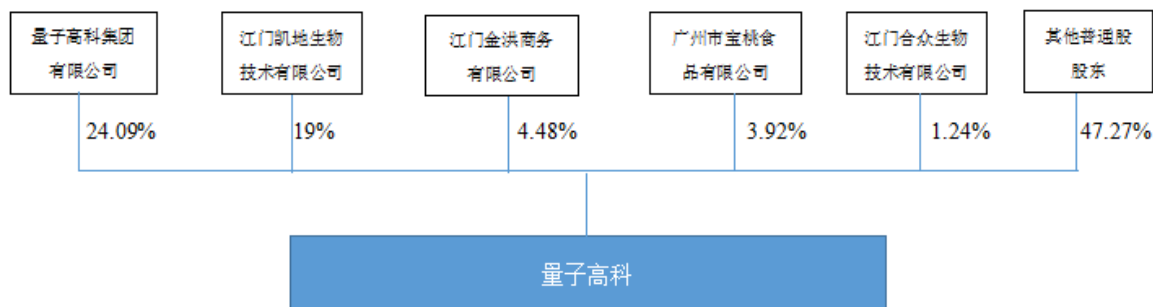 量子高科集团
有限公司
江门凯地生物
技术有限公司
江门金洪商务
有限公司
广州市宝桃食
品有限公司
江门合众生物
技术有限公司
其他普通股
股东
24.09%
19%
4.48%
3.92%
1.24%
47.27%
量子高科